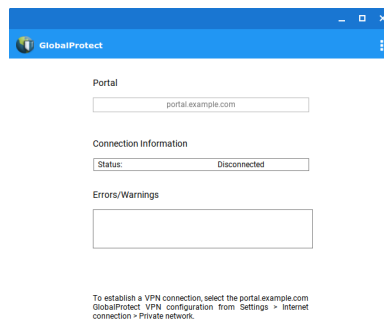 GlobalProtect
Portal
portal.example.com
Connection Information
Status: Disconnected
Errors/Warnings
To establish a VPN connection, select the portal.example.com
GlobalProtect VPN configuration from Settings > Internet
connection > Private network.